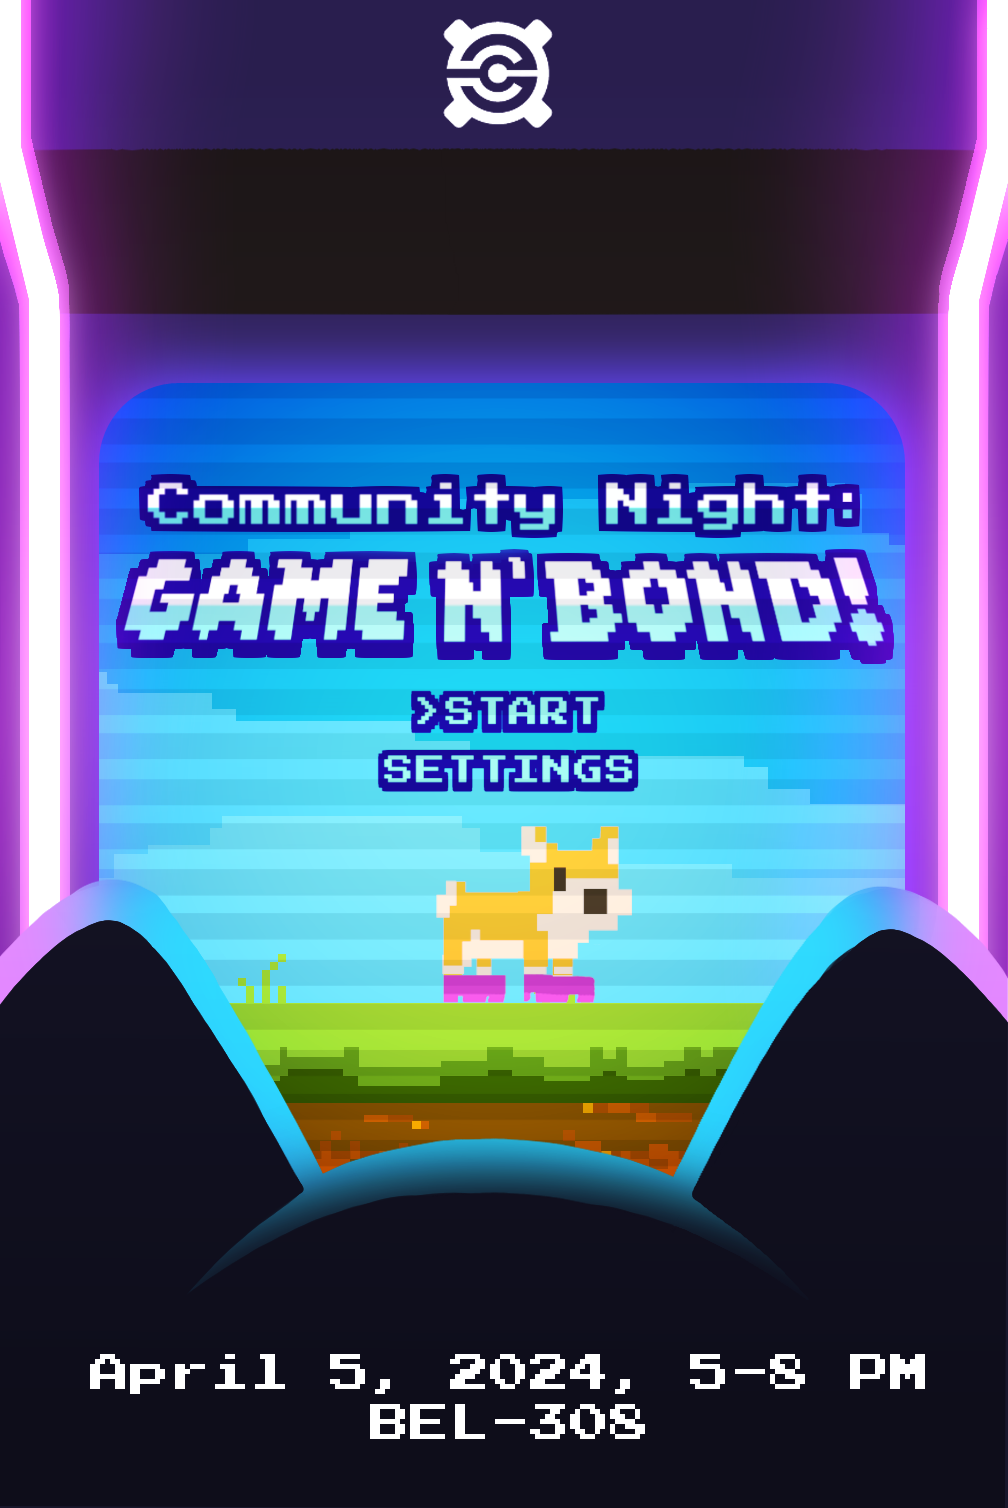 Community Night:
GAME N' BOND!
>START
SETTINGS
April 5, 2024, 5-8 PM
BEL-308